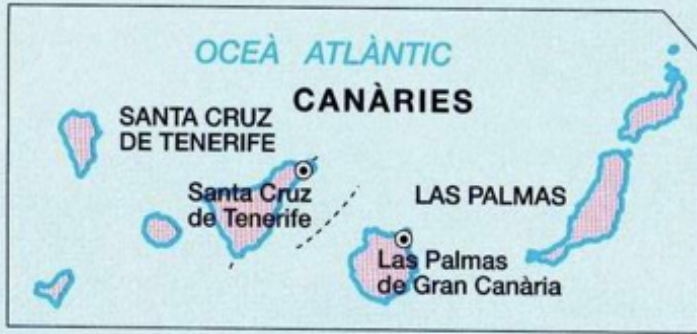 OCEÀ ATLÀNTIC
CANÀRIES
SANTA CRUZ
DE TENERIFE
Santa Cruz
de Tenerife
LAS PALMAS
Las Palmas
de Gran Canària